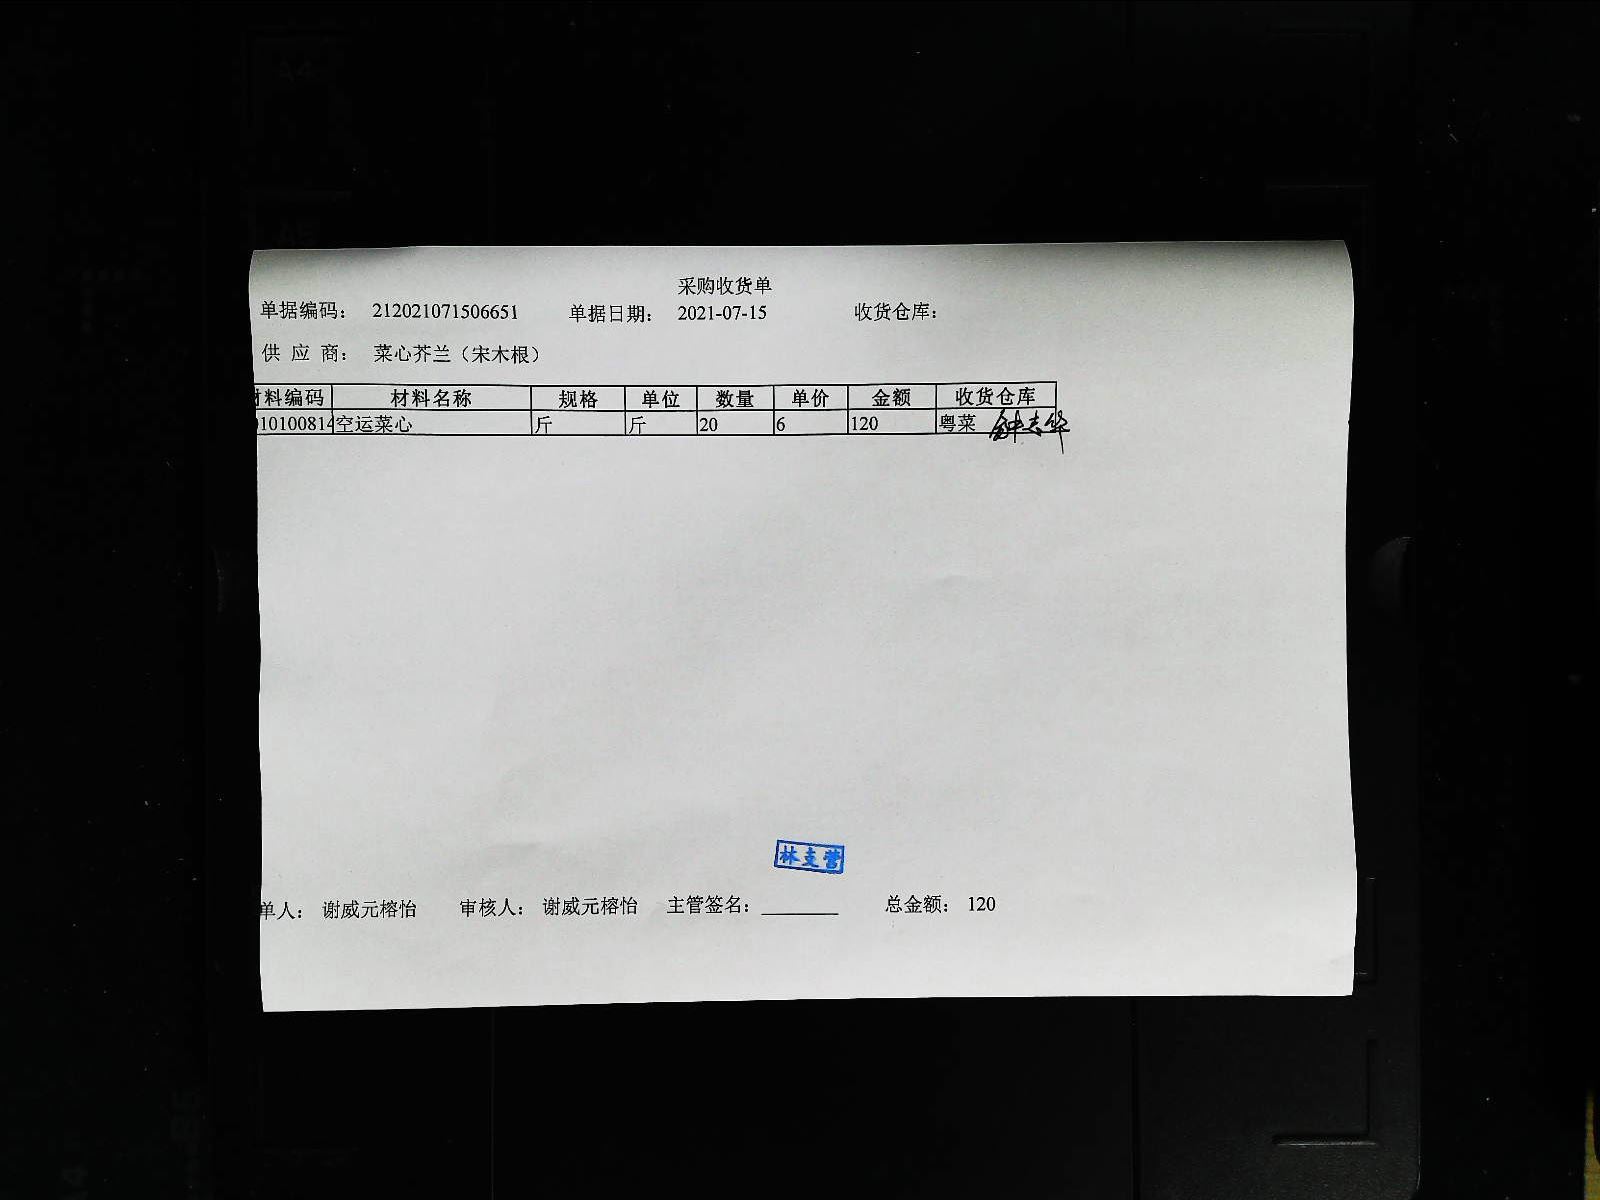 采购收货单
单据编码： 212021071506651 单据日期： 2021-07-15 收货仓库：
供 应 商： 菜心芥兰（宋木根）
材料编码 材料名称 规格 单位 数量 单价 金额 收货仓库
10100814 空运菜心 斤 斤 20 6 120 粤菜 钟志华
林支营
单人： 谢威元榕怡 审核人： 谢威元榕怡 主管签名：________ 总金额： 120